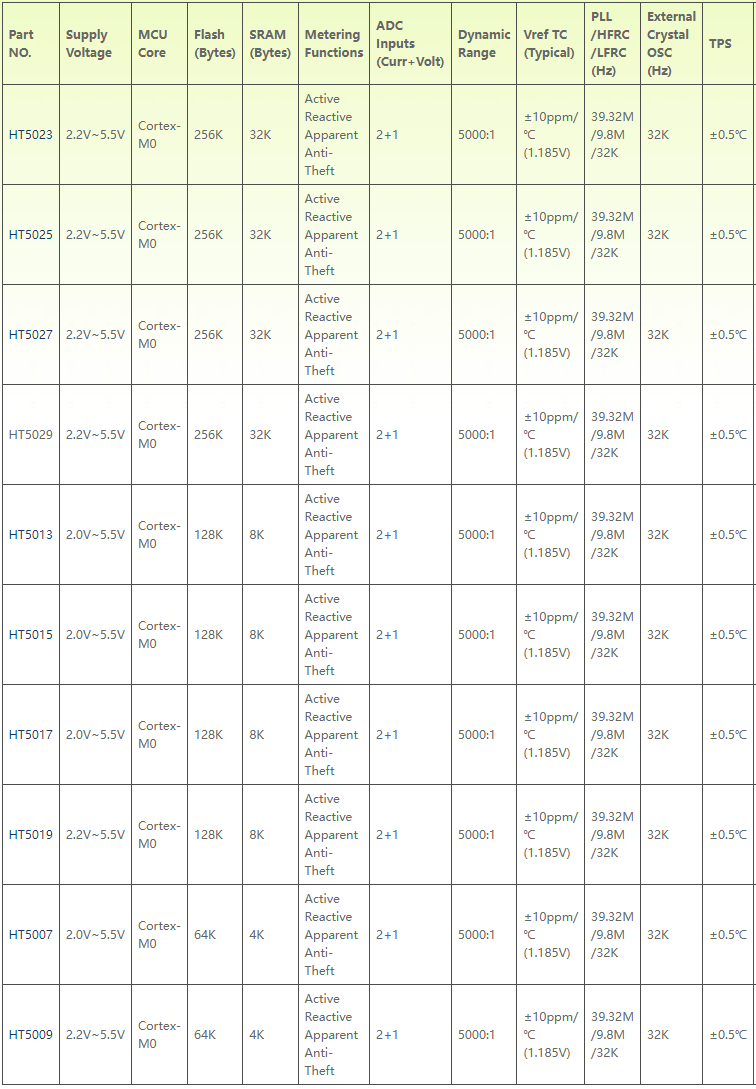 Part NO. Supply Voltage MCU Core Flash (Bytes) SRAM (Bytes) Metering Functions ADC Inputs (Curr+Volt) Dynamic Range Vref TC (Typical) PLL /HFRC /LFRC (Hz) External Crystal OSC (Hz) TPS
HT5023 2.2V~5.5V Cortex-M0 256K 32K Active Reactive Apparent Anti-Theft 2+1 5000:1 ±10ppm/℃ (1.185V) 39.32M /9.8M /32K 32K ±0.5℃
HT5025 2.2V~5.5V Cortex-M0 256K 32K Active Reactive Apparent Anti-Theft 2+1 5000:1 ±10ppm/℃ (1.185V) 39.32M /9.8M /32K 32K ±0.5℃
HT5027 2.2V~5.5V Cortex-M0 256K 32K Active Reactive Apparent Anti-Theft 2+1 5000:1 ±10ppm/℃ (1.185V) 39.32M /9.8M /32K 32K ±0.5℃
HT5029 2.2V~5.5V Cortex-M0 256K 32K Active Reactive Apparent Anti-Theft 2+1 5000:1 ±10ppm/℃ (1.185V) 39.32M /9.8M /32K 32K ±0.5℃
HT5013 2.0V~5.5V Cortex-M0 128K 8K Active Reactive Apparent Anti-Theft 2+1 5000:1 ±10ppm/℃ (1.185V) 39.32M /9.8M /32K 32K ±0.5℃
HT5015 2.0V~5.5V Cortex-M0 128K 8K Active Reactive Apparent Anti-Theft 2+1 5000:1 ±10ppm/℃ (1.185V) 39.32M /9.8M /32K 32K ±0.5℃
HT5017 2.0V~5.5V Cortex-M0 128K 8K Active Reactive Apparent Anti-Theft 2+1 5000:1 ±10ppm/℃ (1.185V) 39.32M /9.8M /32K 32K ±0.5℃
HT5019 2.2V~5.5V Cortex-M0 128K 8K Active Reactive Apparent Anti-Theft 2+1 5000:1 ±10ppm/℃ (1.185V) 39.32M /9.8M /32K 32K ±0.5℃
HT5007 2.0V~5.5V Cortex-M0 64K 4K Active Reactive Apparent Anti-Theft 2+1 5000:1 ±10ppm/℃ (1.185V) 39.32M /9.8M /32K 32K ±0.5℃
HT5009 2.2V~5.5V Cortex-M0 64K 4K Active Reactive Apparent Anti-Theft 2+1 5000:1 ±10ppm/℃ (1.185V) 39.32M /9.8M /32K 32K ±0.5℃